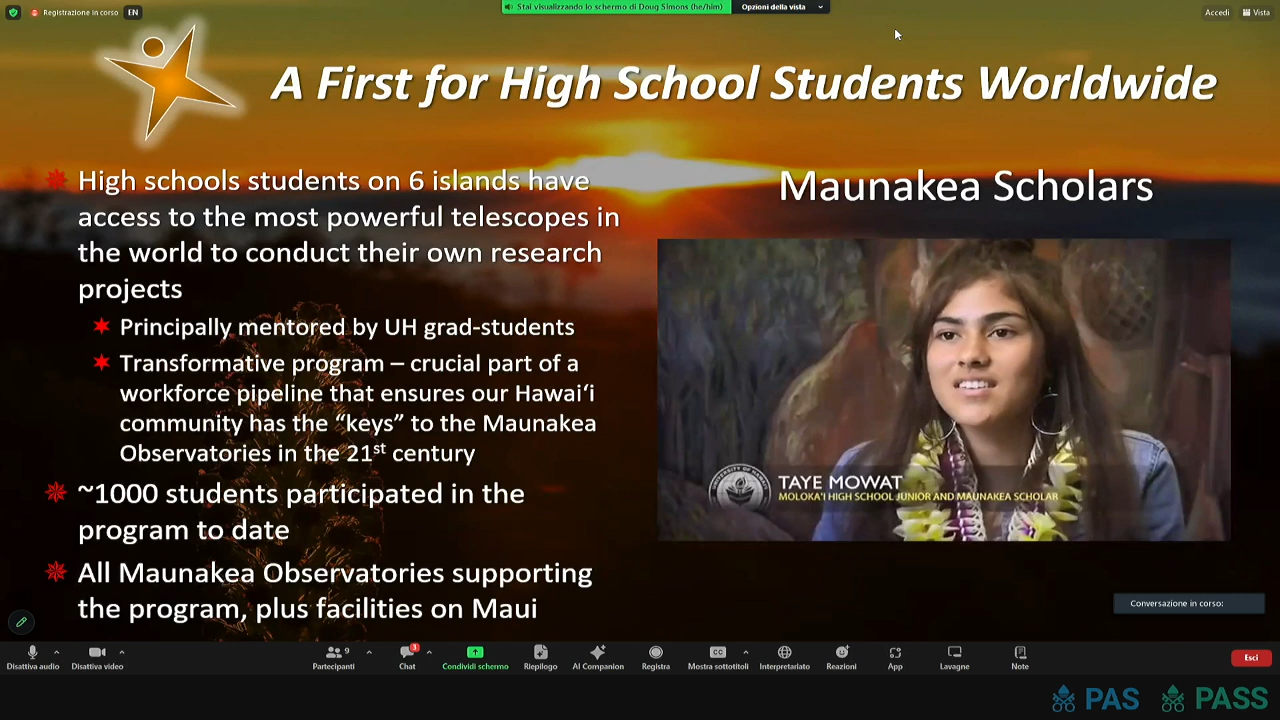 Registrazione in corso EN
Stai visualizzando lo schermo di Doug Simons (he/him)
Opzioni della vista
Accedi
Vista
A First for High School Students Worldwide
High schools students on 6 islands have
access to the most powerful telescopes in
the world to conduct their own research
projects
Principally mentored by UH grad-students
Transformative program – crucial part of a
workforce pipeline that ensures our Hawaiʻi
community has the “keys” to the Maunakea
Observatories in the 21st century
~1000 students participated in the
program to date
All Maunakea Observatories supporting
the program, plus facilities on Maui
Maunakea Scholars
TAYE MOWAT
MOLOKA'I HIGH SCHOOL JUNIOR AND MAUNAKEA SCHOLAR
Conversazione in corso:
Disattiva audio
Disattiva video
9
Partecipanti
3
Chat
Condividi schermo
Riepilogo
AI Companion
Registra
CC
Mostra sottotitoli
Interpretariato
Reazioni
App
Lavagne
Note
Esci
PAS
PASS